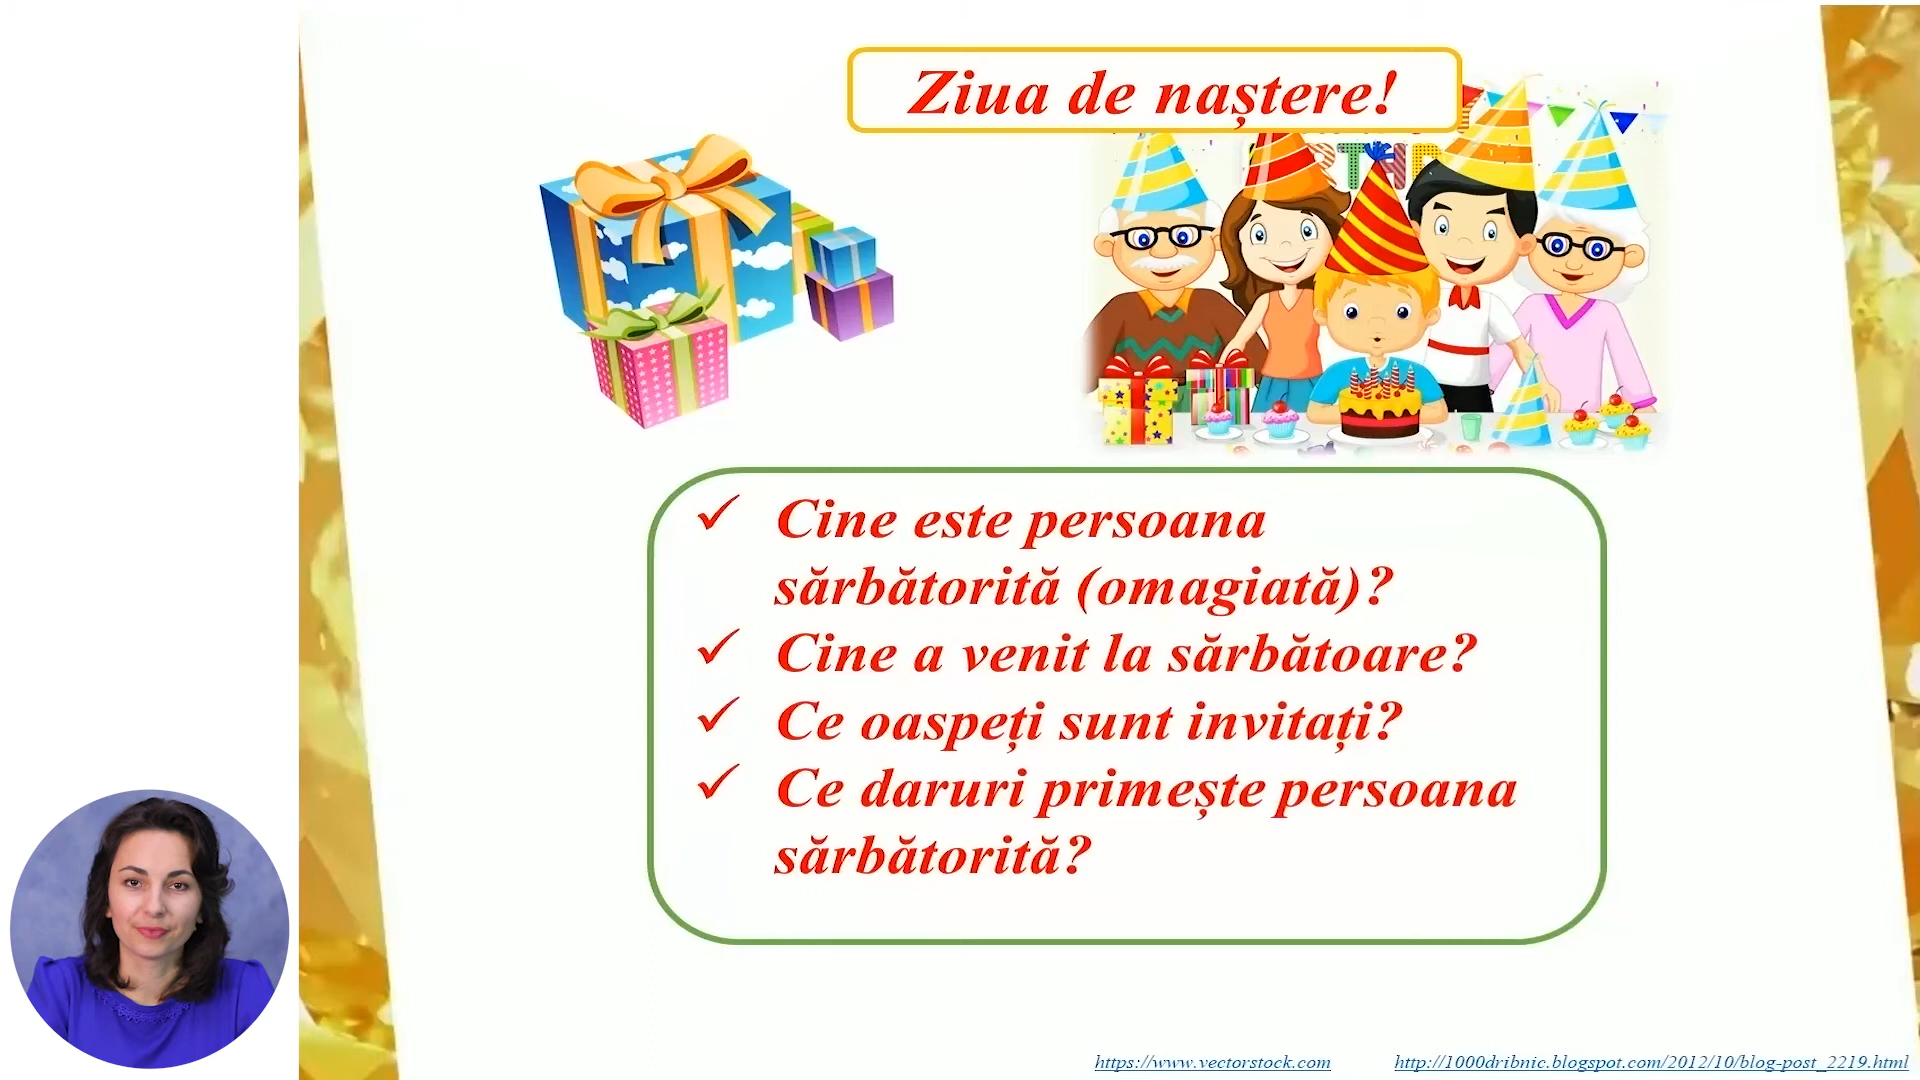 Ziua de naștere!
✓ Cine este persoana
sărbătorită (omagiată)?
✓ Cine a venit la sărbătoare?
✓ Ce oaspeți sunt invitați?
✓ Ce daruri primește persoana
sărbătorită?
https://www.vectorstock.com http://1000dribnic.blogspot.com/2012/10/blog-post_2219.html